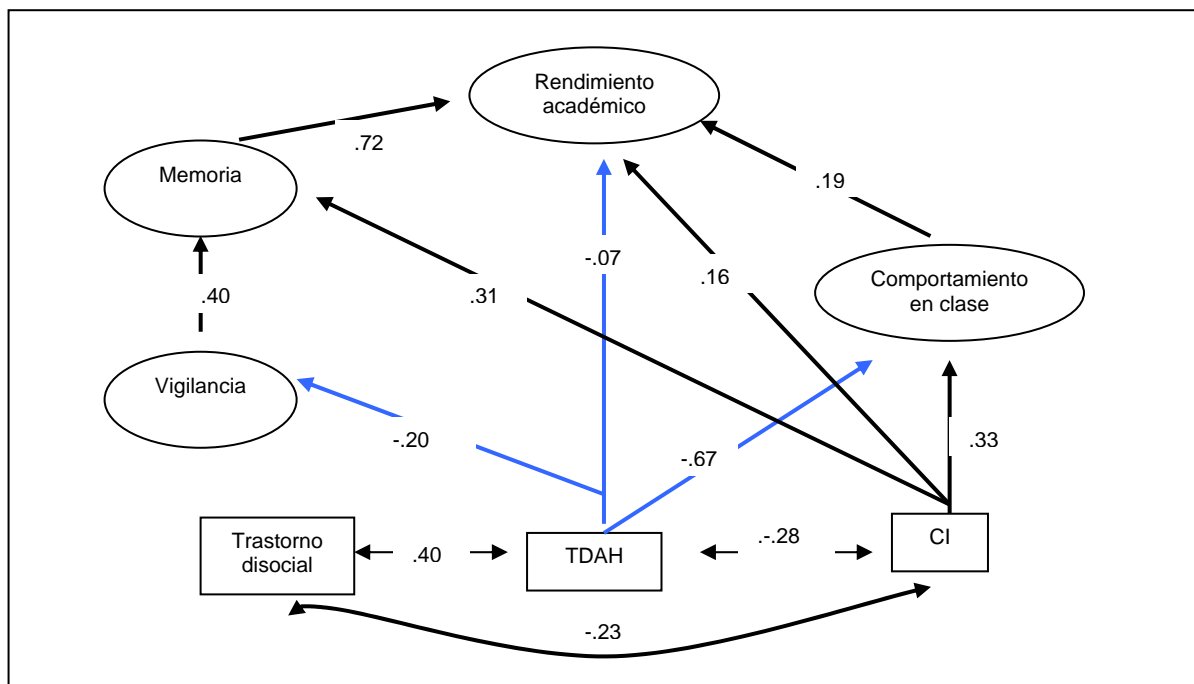 Rendimiento
académico
.72
Memoria
.19
-.07
.16
.40
.31
Comportamiento
en clase
Vigilancia
-.20
-.67
.33
Trastorno
disocial
.40
TDAH
.-.28
CI
-.23